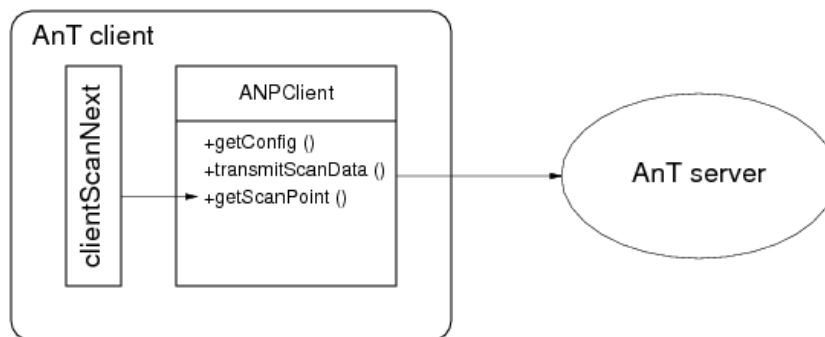 AnT client
clientScanNext
ANPClient
+getConfig ()
+transmitScanData ()
+getScanPoint ()
AnT server